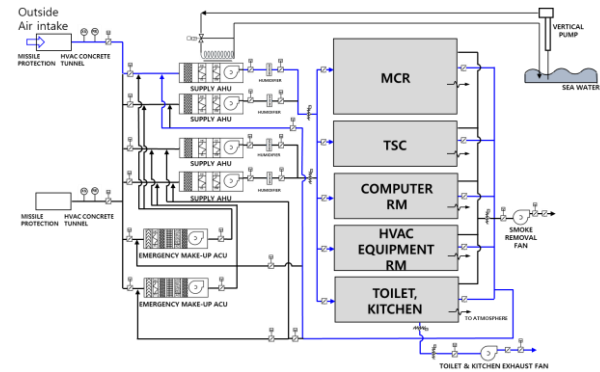 Outside
Air intake
MISSILE
PROTECTION
HVAC CONCRETE
TUNNEL
VERTICAL
PUMP
SEA WATER
SUPPLY AHU
HUMIDIFIER
SUPPLY AHU
HUMIDIFIER
SUPPLY AHU
HUMIDIFIER
SUPPLY AHU
HUMIDIFIER
MCR
TSC
COMPUTER
RM
HVAC
EQUIPMENT
RM
TOILET,
KITCHEN
MISSILE
PROTECTION
HVAC CONCRETE
TUNNEL
EMERGENCY MAKE-UP ACU
EMERGENCY MAKE-UP ACU
SMOKE
REMOVAL
FAN
TO ATMOSPHERE
TOILET & KITCHEN EXHAUST FAN